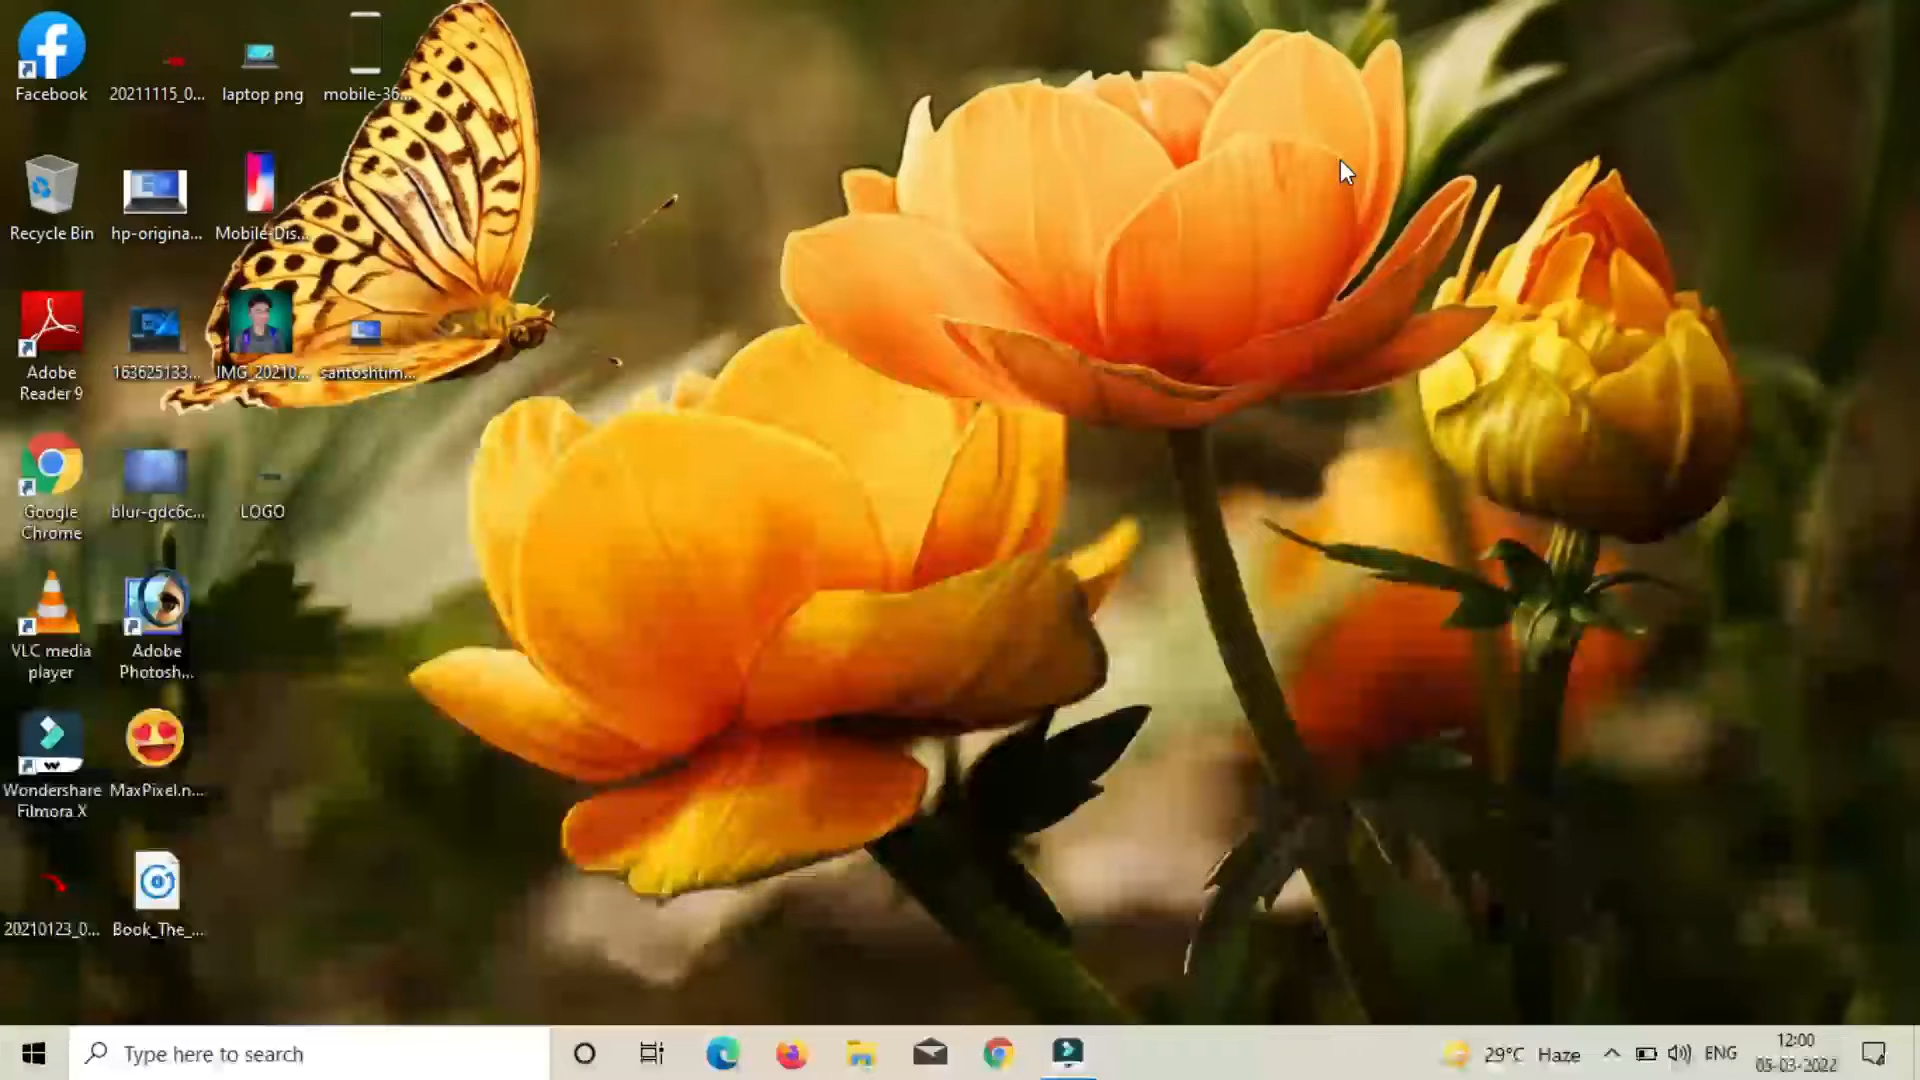 Facebook
20211115_0...
laptop png
mobile-36...
Recycle Bin
hp-origina...
Mobile-Dis...
Adobe
Reader 9
163625133...
IMG_20210...
santoshtim...
Google
Chrome
blur-gdc6c...
LOGO
VLC media
player
Adobe
Photosh...
Wondershare
Filmora X
MaxPixel.n...
20210123_0...
Book_The_...
Type here to search
29°C Haze
ENG
12:00
05-03-2022